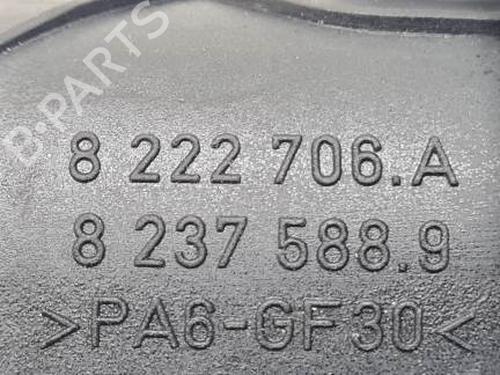 B-PARTS
8 222 706.A
8 237 588.9
>PA6-GF30<